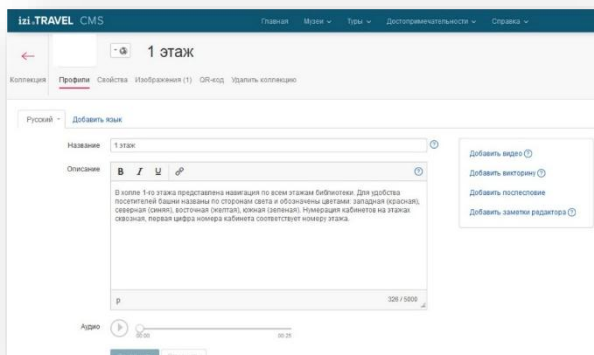 izi.TRAVEL CMS Главная Музеи Туры Достопримечательности Справка
1 этаж
Коллекция Профили Свойства Изображения (1) QR-код Удалить коллекцию
Русский Добавить язык
Название 1 этаж
Описание B I U
В холле 1-го этажа представлена навигация по всем этажам библиотеки. Для удобства
посетителей башни названы по сторонам света и обозначены цветами: западная (красная),
северная (синяя), восточная (желтая), южная (зеленая). Нумерация кабинетов на этажах
сквозная, первая цифра номера кабинета соответствует номеру этажа.
p 326 / 5000
Аудио 00:00 00:25
Добавить видео
Добавить викторину
Добавить послесловие
Добавить заметки редактора